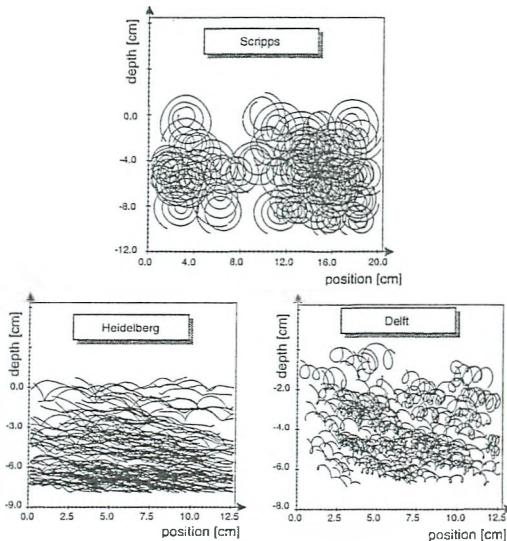 Scripps
depth [cm]
0.0
-4.0
-8.0
-12.0
0.0 4.0 8.0 12.0 16.0 20.0
position [cm]
Heidelberg
depth [cm]
0.0
-3.0
-6.0
-9.0
0.0 2.5 5.0 7.5 10.0 12.5
position [cm]
Delft
depth [cm]
-2.0
-4.0
-6.0
-8.0
0.0 2.5 5.0 7.5 10.0 12.5
position [cm]